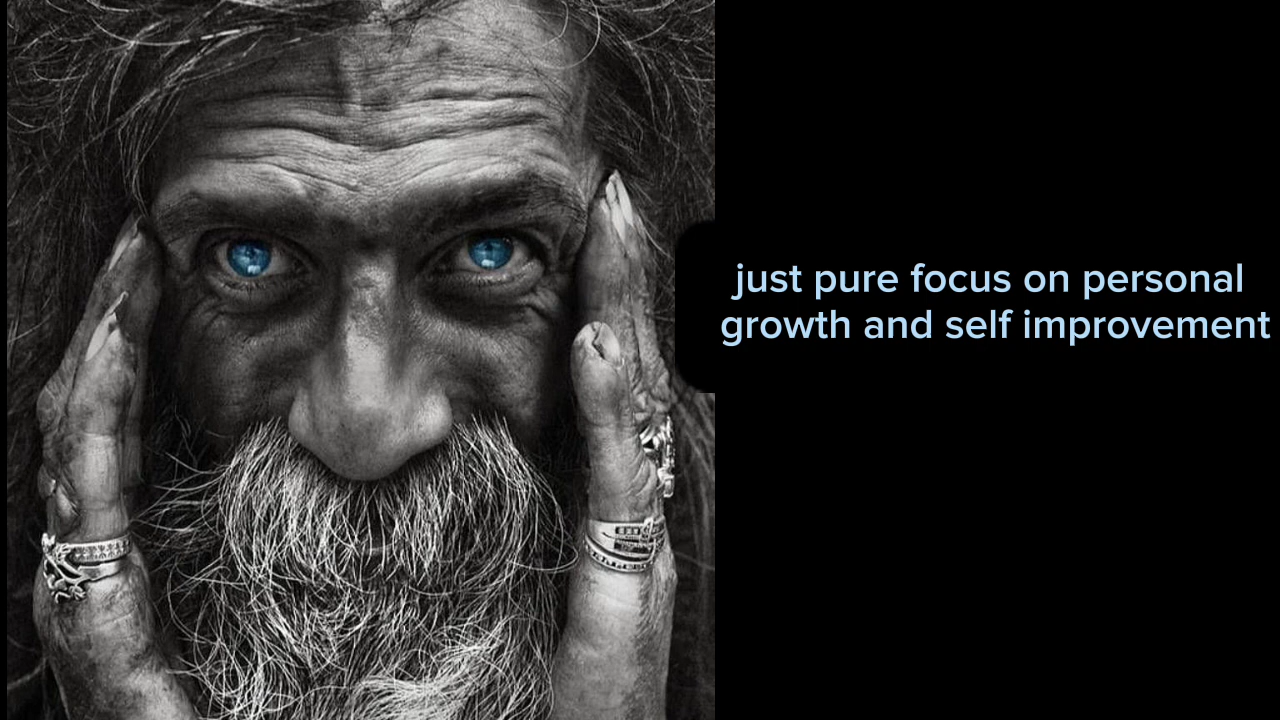 just pure focus on personal
growth and self improvement